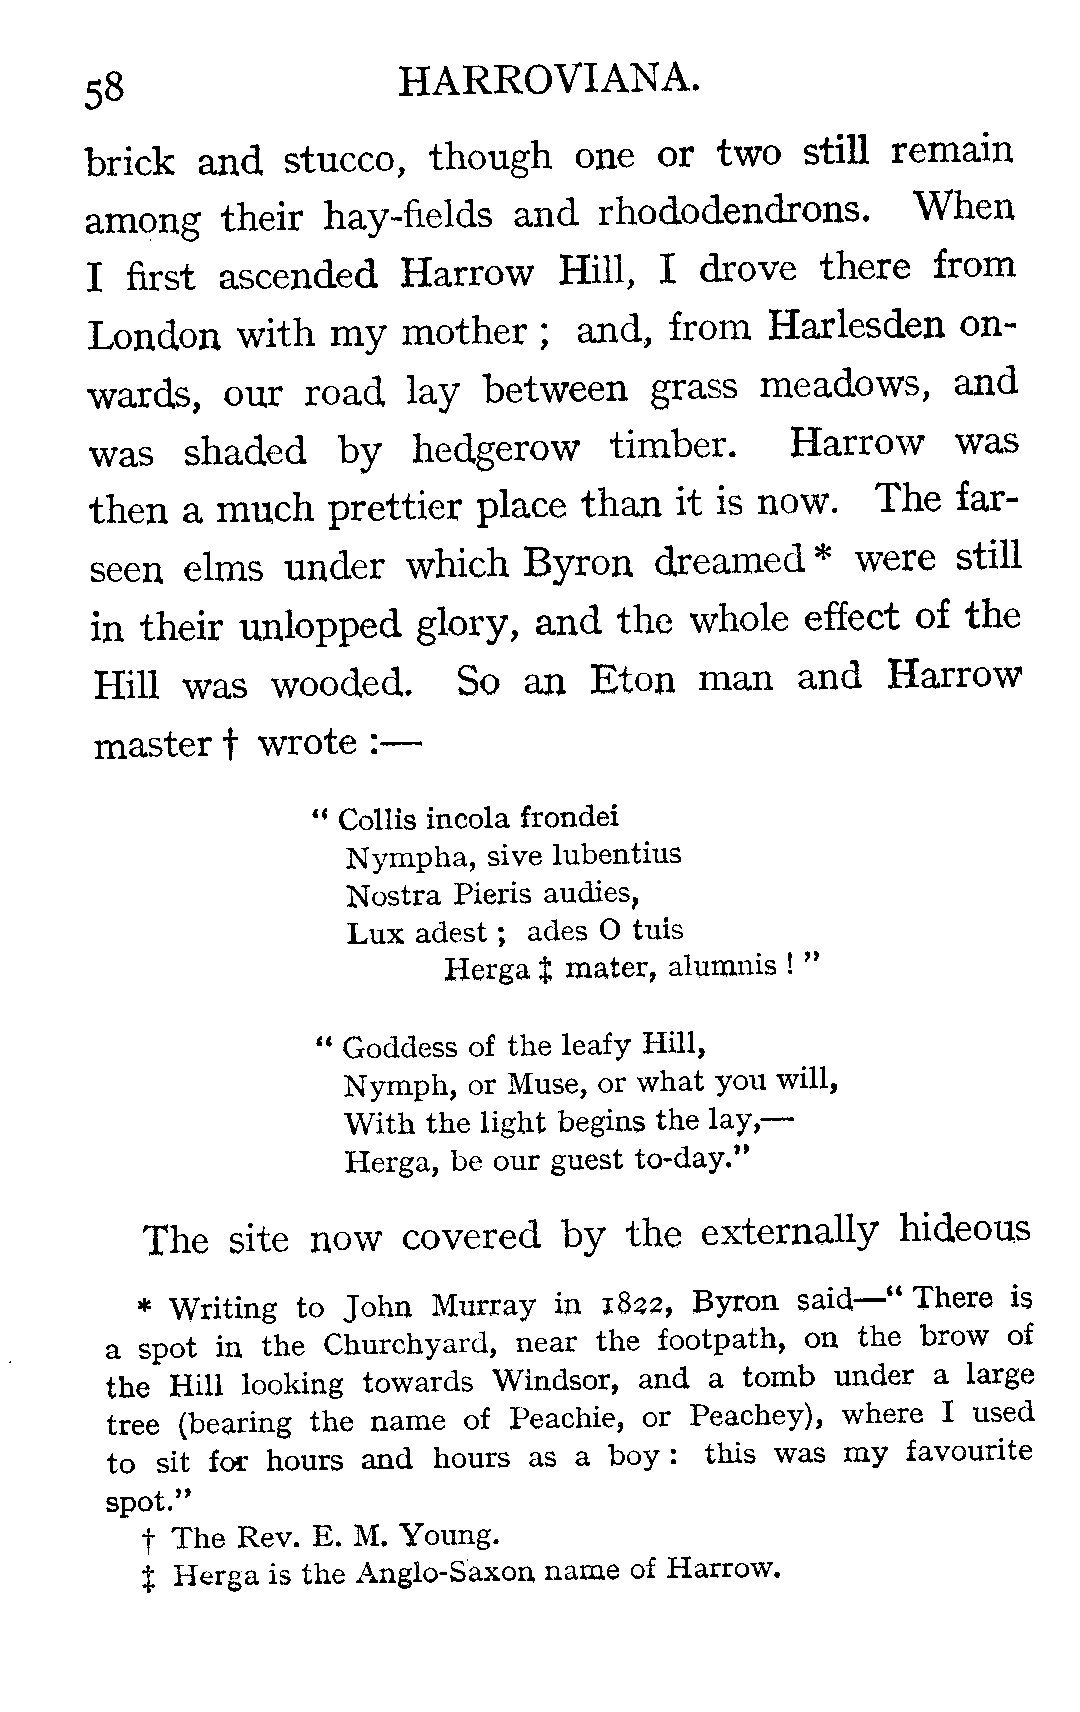 58 HARROVIANA.
brick and stucco, though one or two still remain
among their hay-fields and rhododendrons. When
I first ascended Harrow Hill, I drove there from
London with my mother ; and, from Harlesden on-
wards, our road lay between grass meadows, and
was shaded by hedgerow timber. Harrow was
then a much prettier place than it is now. The far-
seen elms under which Byron dreamed * were still
in their unlopped glory, and the whole effect of the
Hill was wooded. So an Eton man and Harrow
master † wrote :—
“ Collis incola frondei
Nympha, sive lubentius
Nostra Pieris audies,
Lux adest ; ades O tuis
Herga ‡ mater, alumnis ! ”
“ Goddess of the leafy Hill,
Nymph, or Muse, or what you will,
With the light begins the lay,—
Herga, be our guest to-day.”
The site now covered by the externally hideous
* Writing to John Murray in 1822, Byron said—“ There is
a spot in the Churchyard, near the footpath, on the brow of
the Hill looking towards Windsor, and a tomb under a large
tree (bearing the name of Peachie, or Peachey), where I used
to sit for hours and hours as a boy : this was my favourite
spot.”
† The Rev. E. M. Young.
‡ Herga is the Anglo-Saxon name of Harrow.